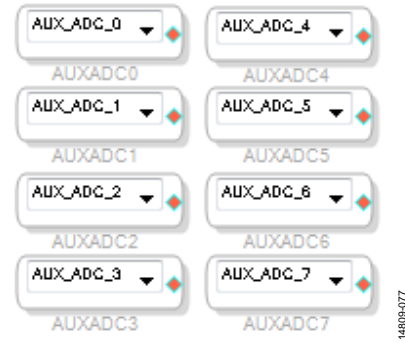 AUX_ADC_0
AUXADC0
AUX_ADC_1
AUXADC1
AUX_ADC_2
AUXADC2
AUX_ADC_3
AUXADC3
AUX_ADC_4
AUXADC4
AUX_ADC_5
AUXADC5
AUX_ADC_6
AUXADC6
AUX_ADC_7
AUXADC7
14809-077